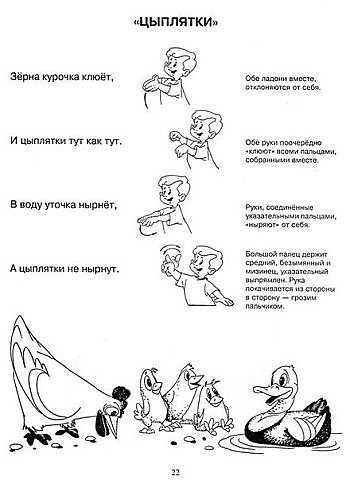 «ЦЫПЛЯТКИ»
Зёрна курочка клюёт,
Обе ладони вместе,
отклоняются от себя.
И цыплятки тут как тут.
Обе руки поочерёдно
«клюют» всеми пальцами,
собранными вместе.
В воду уточка нырнёт,
Руки, соединённые
указательными пальцами,
«ныряют» от себя.
А цыплятки не нырнут.
Большой палец держит
средний, безымянный и
мизинец, указательный
выпрямлен. Рука
покачивается из стороны
в сторону — грозим
пальчиком.
22